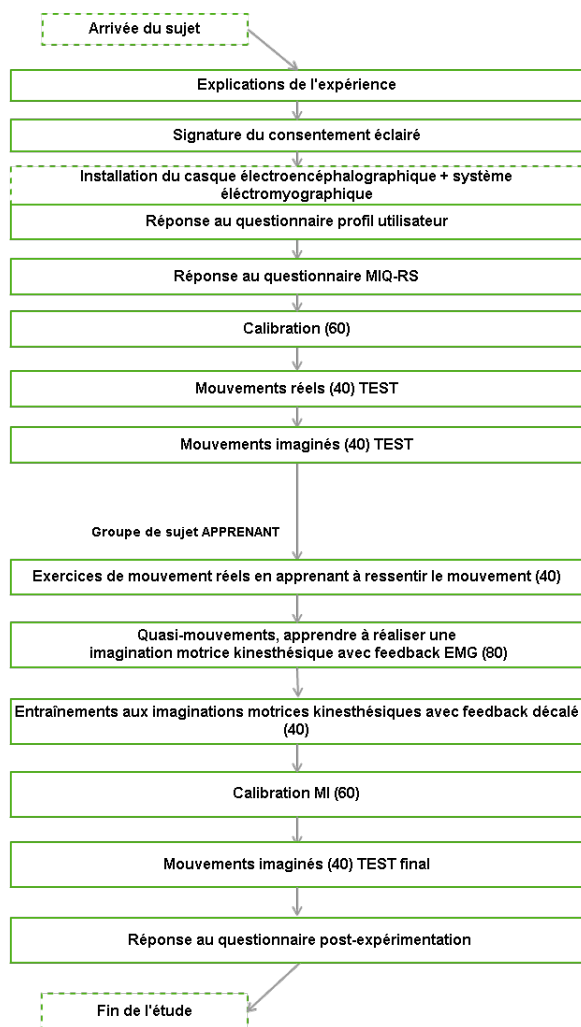 Arrivée du sujet
Explications de l'expérience
Signature du consentement éclairé
Installation du casque électroencéphalographique + système
éléctromyographique
Réponse au questionnaire profil utilisateur
Réponse au questionnaire MIQ-RS
Calibration (60)
Mouvements réels (40) TEST
Mouvements imaginés (40) TEST
Groupe de sujet APPRENANT
Exercices de mouvement réels en apprenant à ressentir le mouvement (40)
Quasi-mouvements, apprendre à réaliser une
imagination motrice kinesthésique avec feedback EMG (80)
Entraînements aux imaginations motrices kinesthésiques avec feedback décalé
(40)
Calibration MI (60)
Mouvements imaginés (40) TEST final
Réponse au questionnaire post-expérimentation
Fin de l'étude